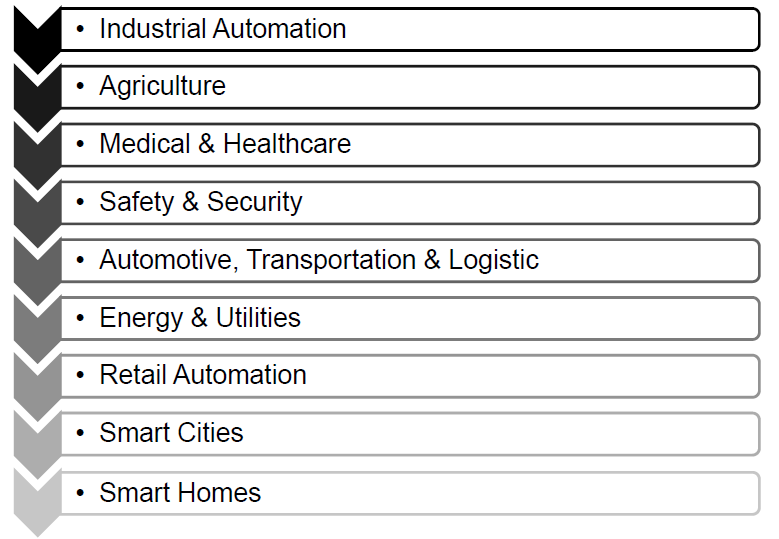 • Industrial Automation
• Agriculture
• Medical & Healthcare
• Safety & Security
• Automotive, Transportation & Logistic
• Energy & Utilities
• Retail Automation
• Smart Cities
• Smart Homes